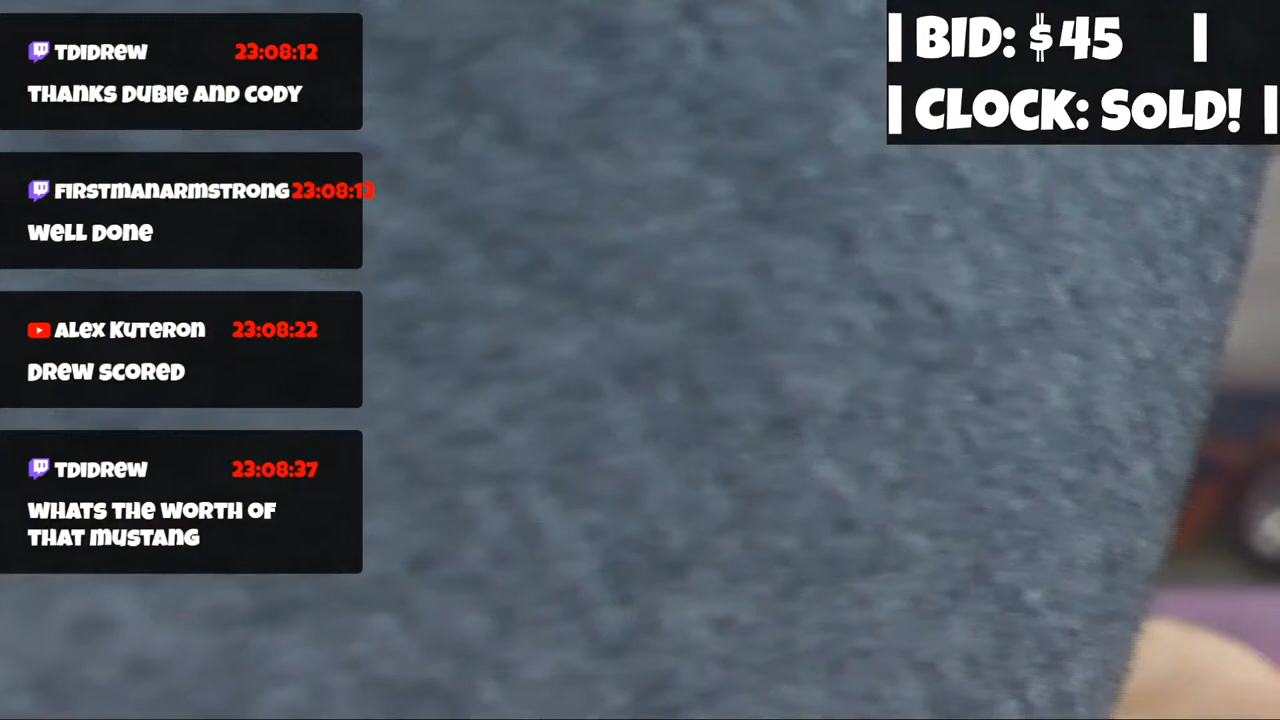 TDIDREW 23:08:12
THANKS DUBIE AND CODY
FIRSTMANARMSTRONG 23:08:13
WELL DONE
ALEX KUTERON 23:08:22
DREW SCORED
TDIDREW 23:08:37
WHATS THE WORTH OF
THAT MUSTANG
| BID: $45 |
| CLOCK: SOLD! |